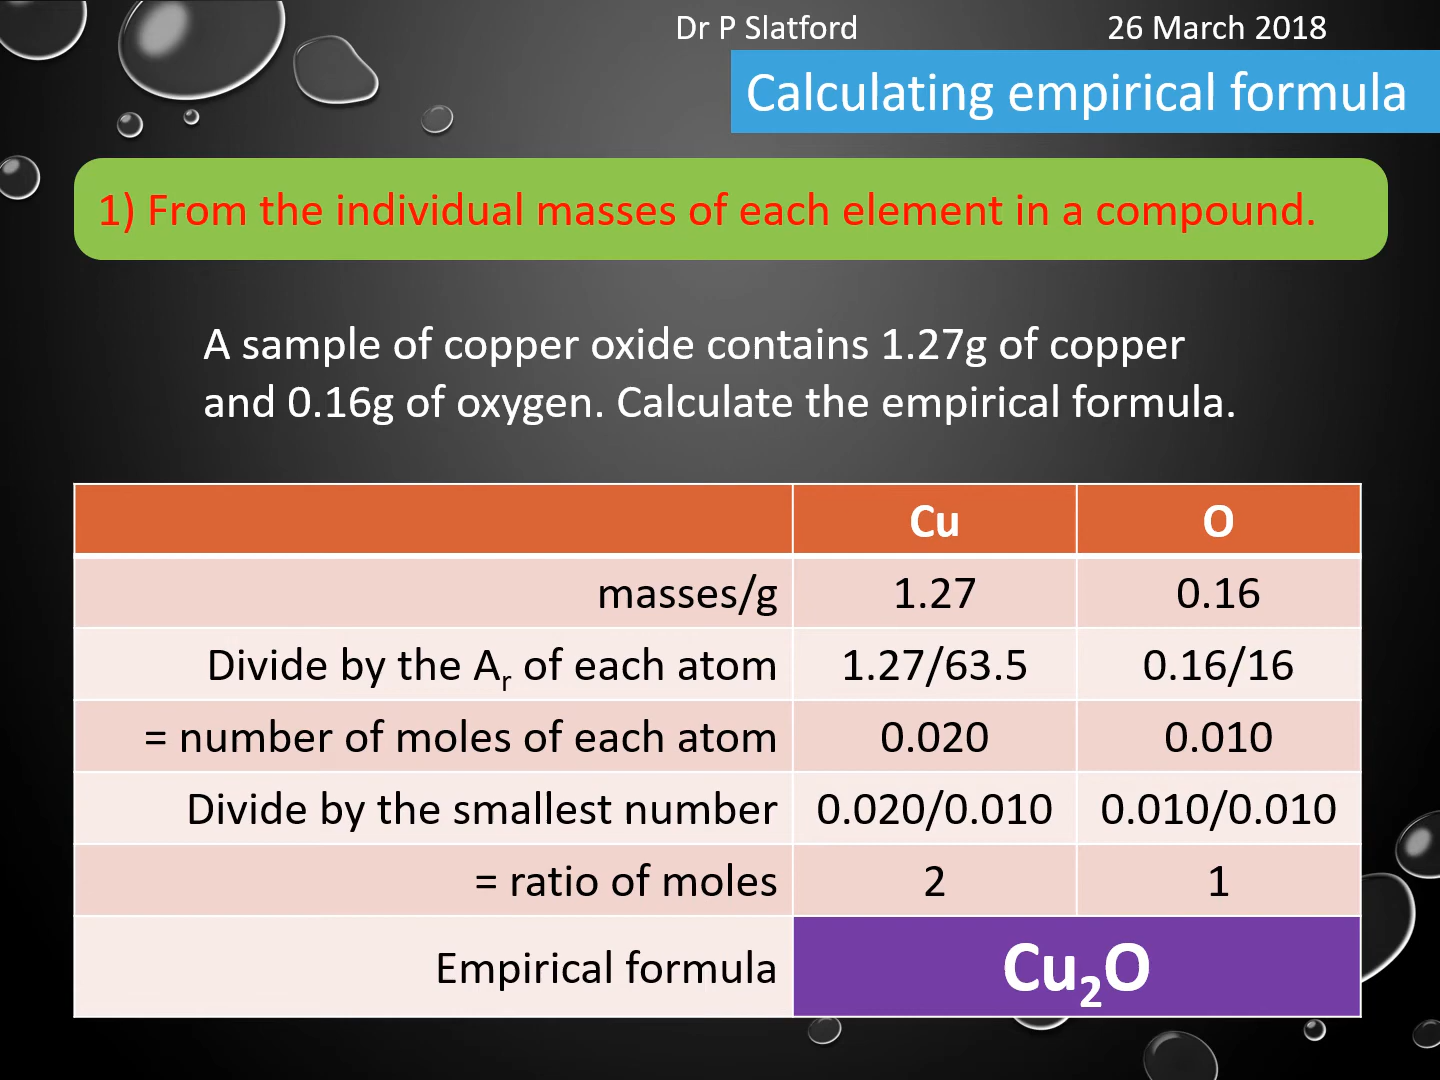 Dr P Slatford 26 March 2018
Calculating empirical formula
1) From the individual masses of each element in a compound.
A sample of copper oxide contains 1.27g of copper
and 0.16g of oxygen. Calculate the empirical formula.
Cu O
masses/g 1.27 0.16
Divide by the Aᵣ of each atom 1.27/63.5 0.16/16
= number of moles of each atom 0.020 0.010
Divide by the smallest number 0.020/0.010 0.010/0.010
= ratio of moles 2 1
Empirical formula Cu₂O